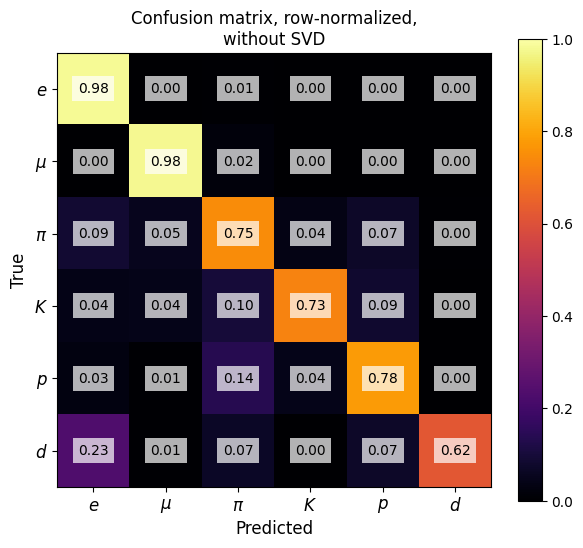 Confusion matrix, row-normalized,
without SVD
True
e 0.98 0.00 0.01 0.00 0.00 0.00
μ 0.00 0.98 0.02 0.00 0.00 0.00
π 0.09 0.05 0.75 0.04 0.07 0.00
K 0.04 0.04 0.10 0.73 0.09 0.00
p 0.03 0.01 0.14 0.04 0.78 0.00
d 0.23 0.01 0.07 0.00 0.07 0.62
e μ π K p d
Predicted
1.0
0.8
0.6
0.4
0.2
0.0